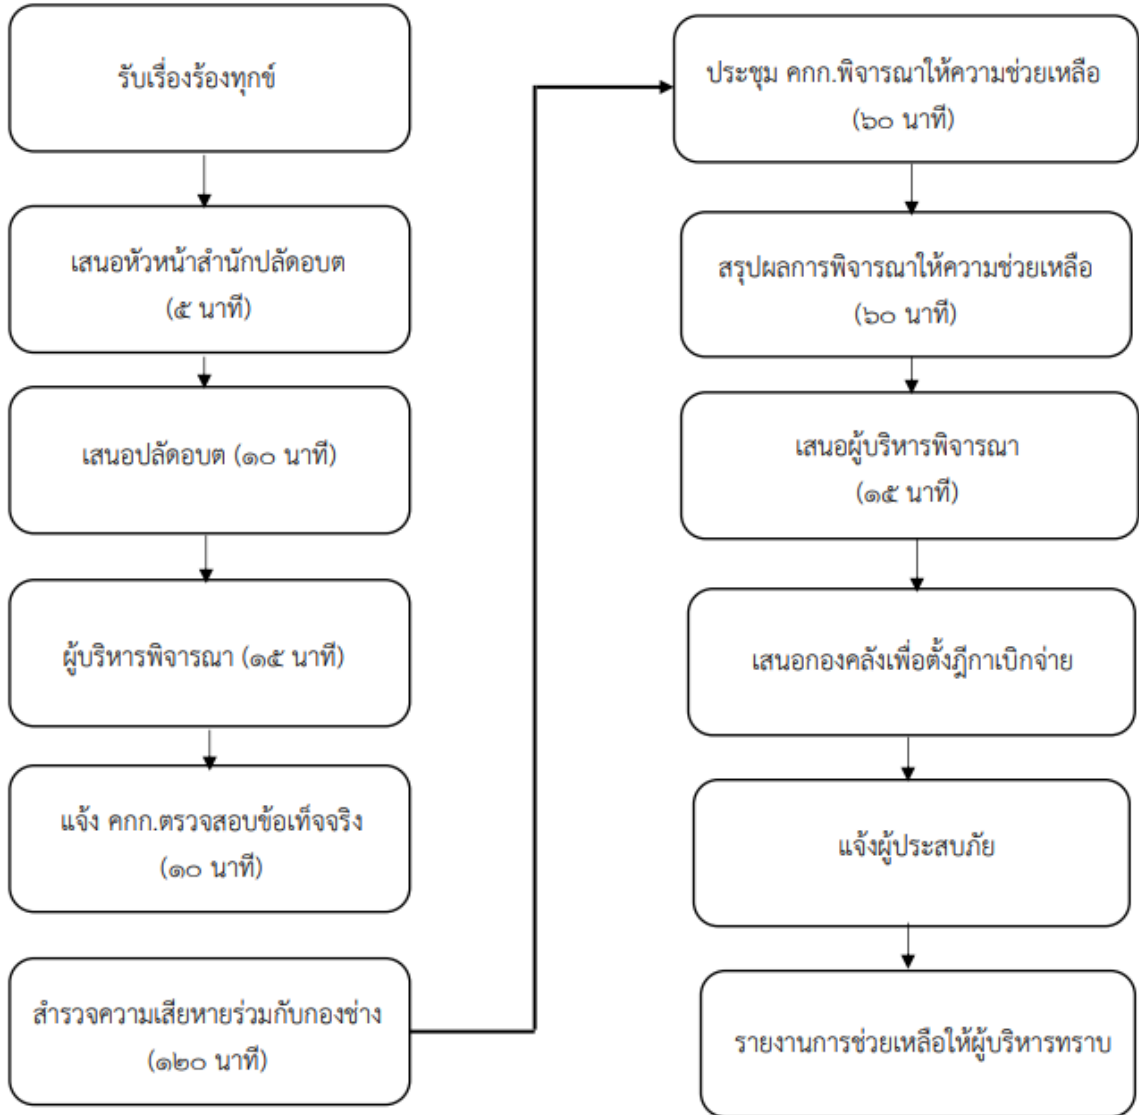 รับเรื่องร้องทุกข์
เสนอหัวหน้าสำนักปลัดอบต
(๕ นาที)
เสนอปลัดอบต (๑๐ นาที)
ผู้บริหารพิจารณา (๑๕ นาที)
แจ้ง คกก.ตรวจสอบข้อเท็จจริง
(๑๐ นาที)
สำรวจความเสียหายร่วมกับกองช่าง
(๑๒๐ นาที)
ประชุม คกก.พิจารณาให้ความช่วยเหลือ
(๖๐ นาที)
สรุปผลการพิจารณาให้ความช่วยเหลือ
(๖๐ นาที)
เสนอผู้บริหารพิจารณา
(๑๕ นาที)
เสนอกองคลังเพื่อตั้งฎีกาเบิกจ่าย
แจ้งผู้ประสบภัย
รายงานการช่วยเหลือให้ผู้บริหารทราบ